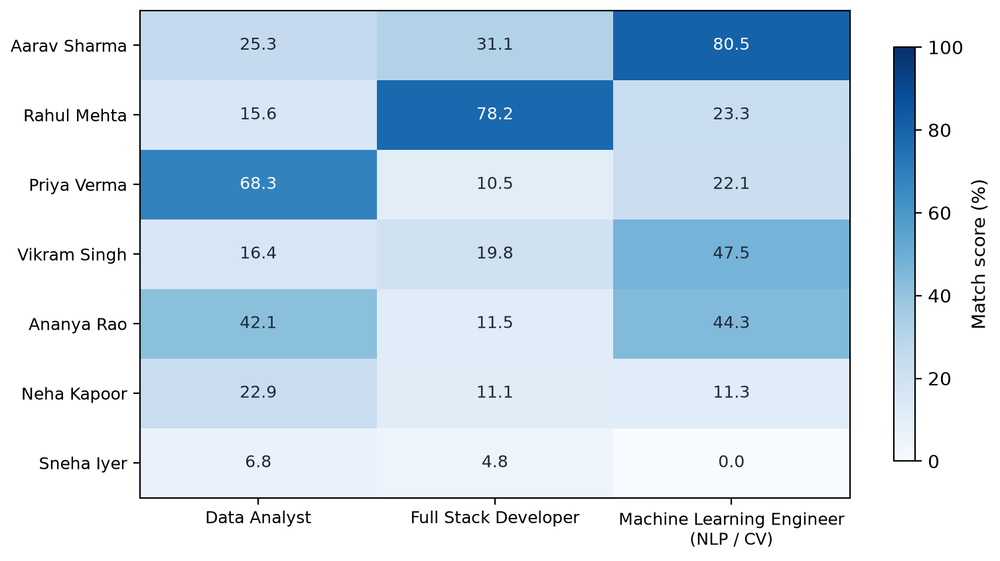 Aarav Sharma 25.3 31.1 80.5
Rahul Mehta 15.6 78.2 23.3
Priya Verma 68.3 10.5 22.1
Vikram Singh 16.4 19.8 47.5
Ananya Rao 42.1 11.5 44.3
Neha Kapoor 22.9 11.1 11.3
Sneha Iyer 6.8 4.8 0.0
Data Analyst Full Stack Developer Machine Learning Engineer
(NLP / CV)
100
80
60
40
20
0
Match score (%)